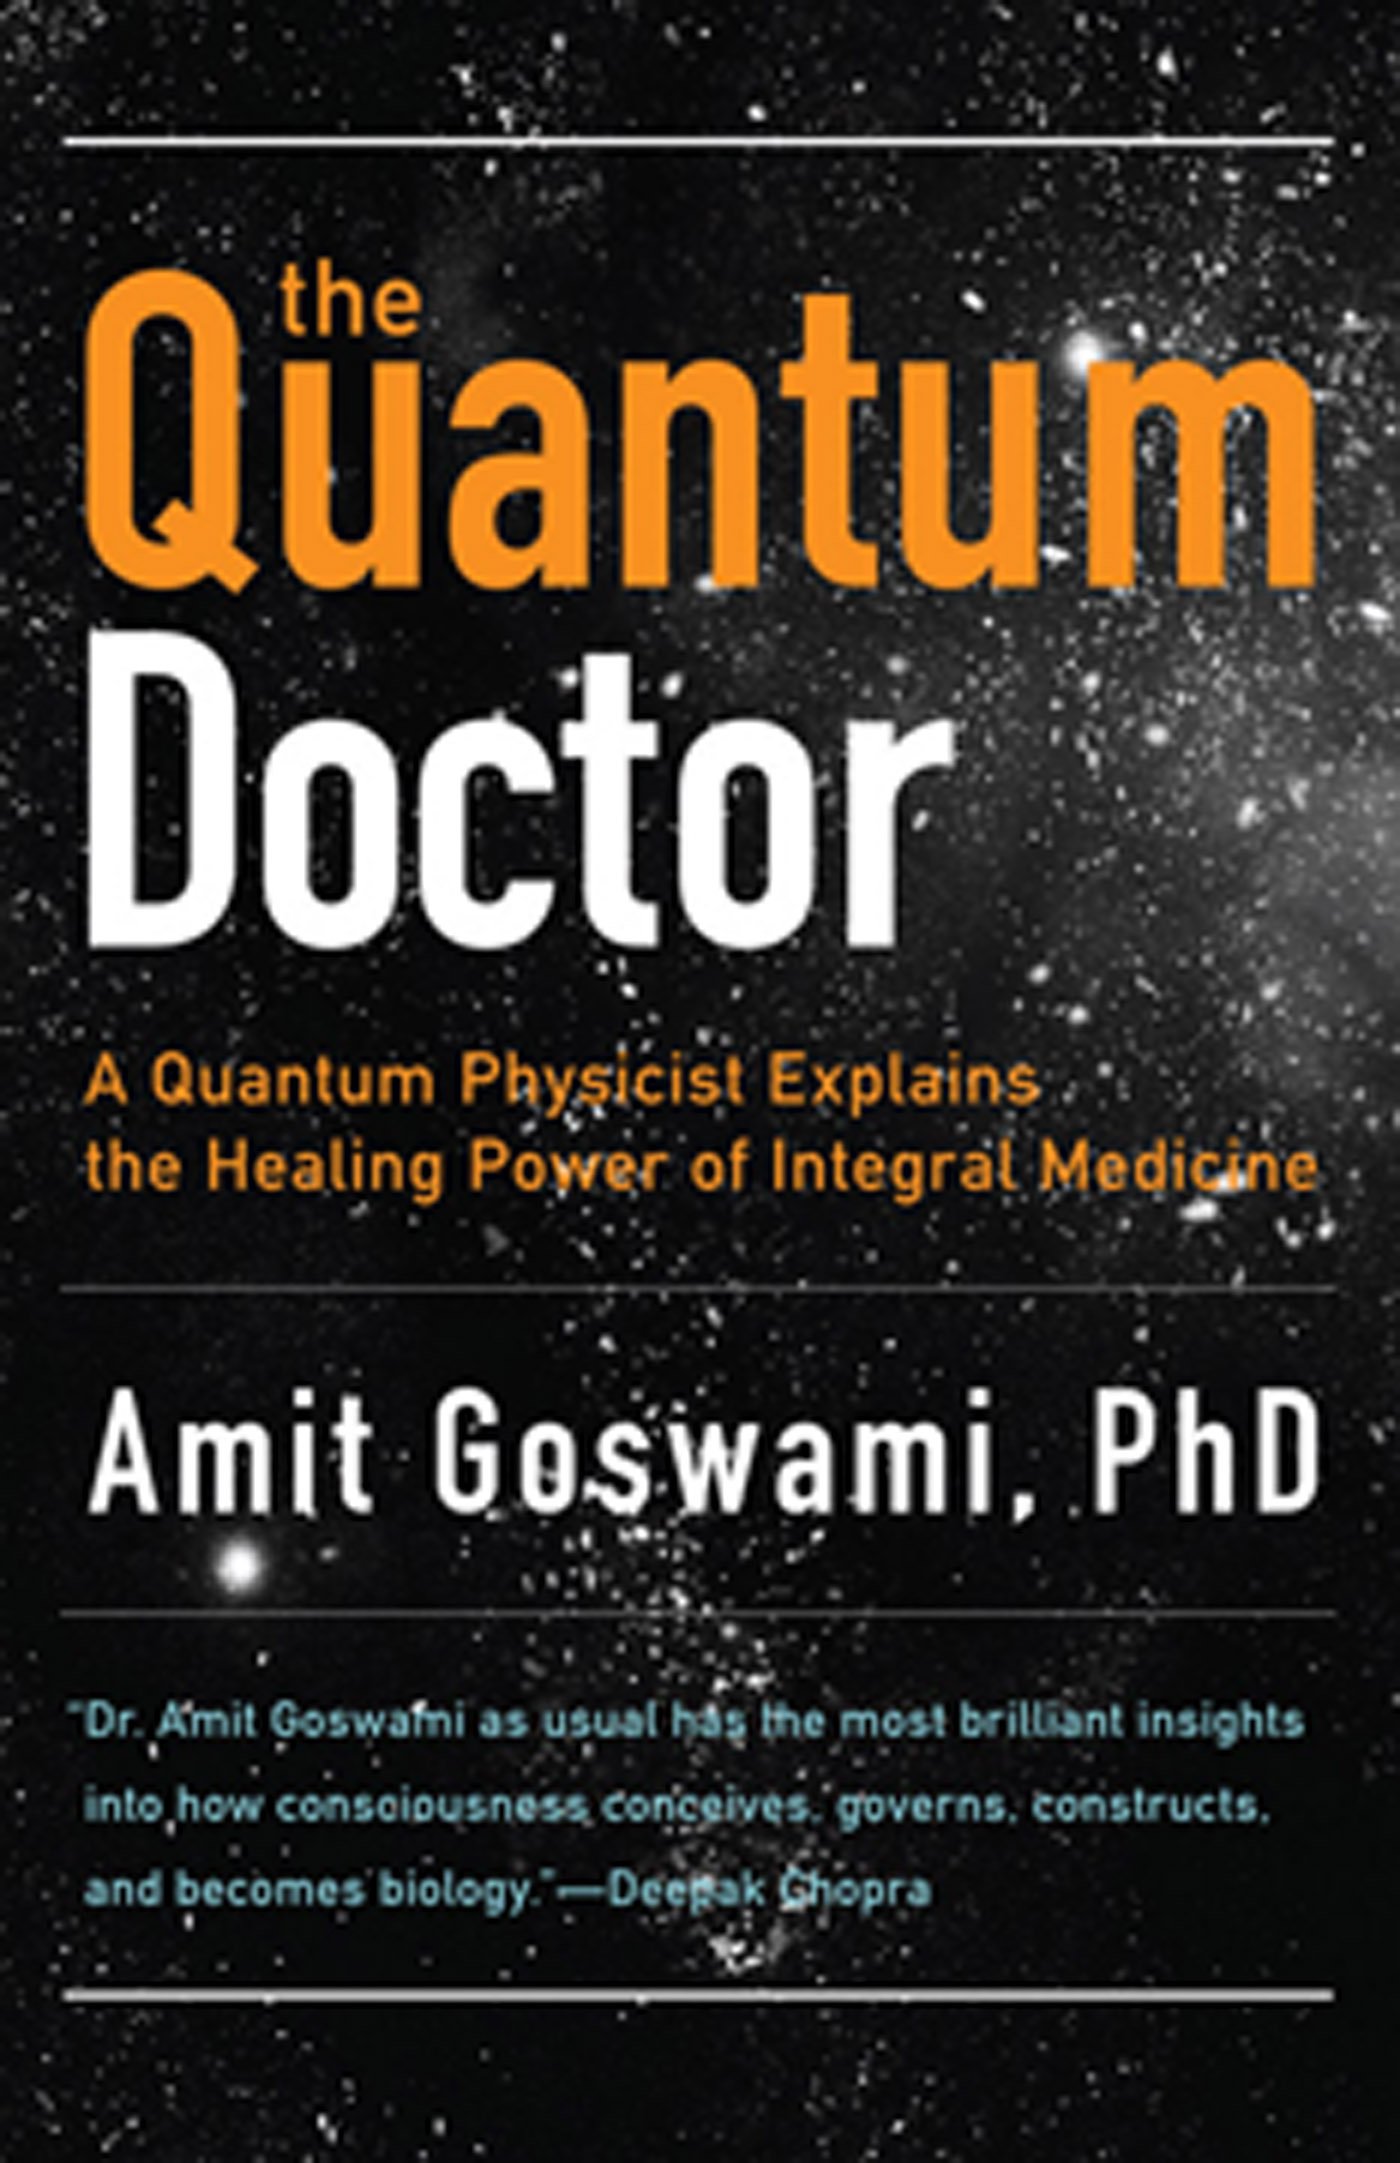 the
Quantum
Doctor
A Quantum Physicist Explains
the Healing Power of Integral Medicine
Amit Goswami, PhD
"Dr. Amit Goswami as usual has the most brilliant insights
into how consciousness conceives, governs, constructs,
and becomes biology."—Deepak Chopra